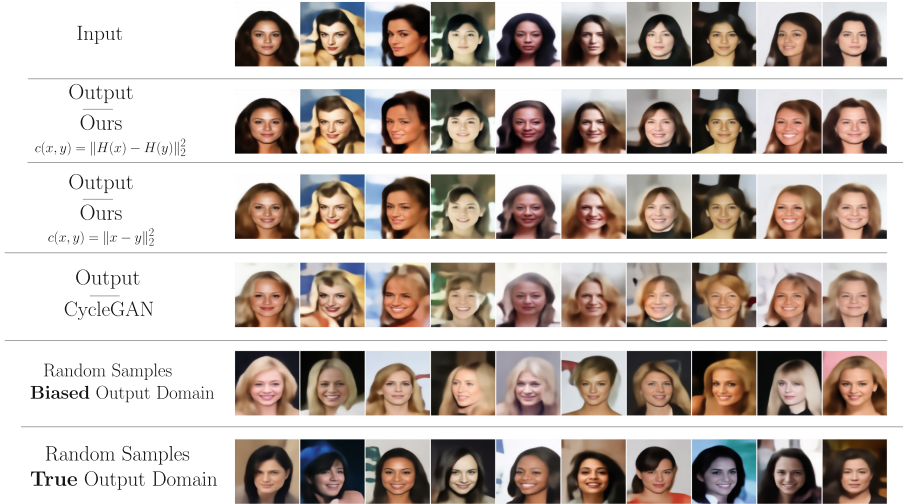 Input
Output
Ours
c(x, y) = ‖H(x) − H(y)‖₂²
Output
Ours
c(x, y) = ‖x − y‖₂²
Output
CycleGAN
Random Samples
Biased Output Domain
Random Samples
True Output Domain